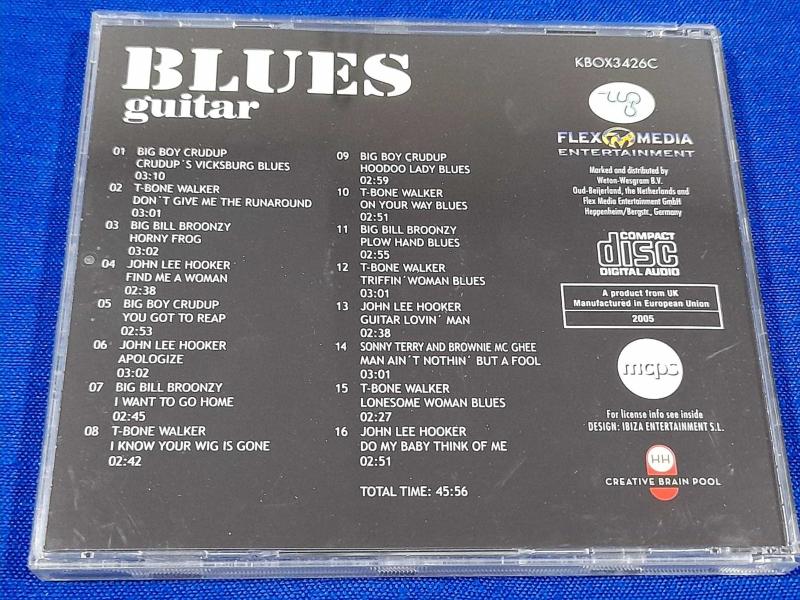 BLUES
guitar
01 BIG BOY CRUDUP
CRUDUP´S VICKSBURG BLUES
03:10
02 T-BONE WALKER
DON´T GIVE ME THE RUNAROUND
03:01
03 BIG BILL BROONZY
HORNY FROG
03:02
04 JOHN LEE HOOKER
FIND ME A WOMAN
02:38
05 BIG BOY CRUDUP
YOU GOT TO REAP
02:53
06 JOHN LEE HOOKER
APOLOGIZE
03:02
07 BIG BILL BROONZY
I WANT TO GO HOME
02:45
08 T-BONE WALKER
I KNOW YOUR WIG IS GONE
02:42
09 BIG BOY CRUDUP
HOODOO LADY BLUES
02:59
10 T-BONE WALKER
ON YOUR WAY BLUES
02:51
11 BIG BILL BROONZY
PLOW HAND BLUES
02:55
12 T-BONE WALKER
TRIFFIN´WOMAN BLUES
03:01
13 JOHN LEE HOOKER
GUITAR LOVIN´ MAN
02:38
14 SONNY TERRY AND BROWNIE MC GHEE
MAN AIN´T NOTHIN´ BUT A FOOL
03:01
15 T-BONE WALKER
LONESOME WOMAN BLUES
02:27
16 JOHN LEE HOOKER
DO MY BABY THINK OF ME
02:51
TOTAL TIME: 45:56
KBOX3426C
FLEX MEDIA
ENTERTAINMENT
Marked and distributed by
Weton-Wesgram B.V.
Oud-Beijerland, the Netherlands and
Flex Media Entertainment GmbH
Heppenheim/Bergstr., Germany
COMPACT
disc
DIGITAL AUDIO
A product from UK
Manufactured in European Union
2005
mcps
For license info see inside
DESIGN: IBIZA ENTERTAINMENT S.L.
HH
CREATIVE BRAIN POOL